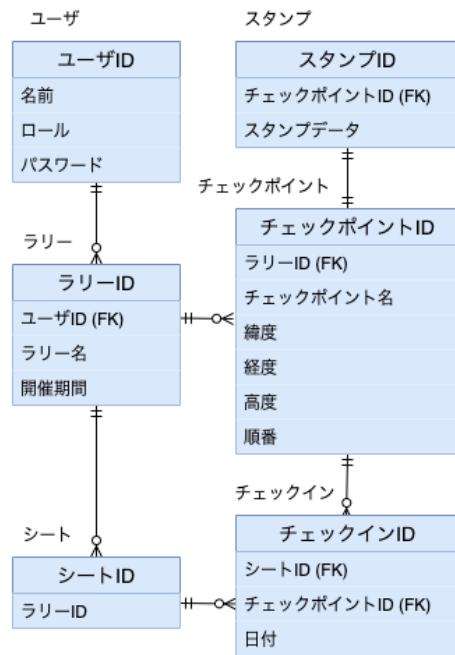 ユーザ
ユーザID
名前
ロール
パスワード
スタンプ
スタンプID
チェックポイントID (FK)
スタンプデータ
ラリー
ラリーID
ユーザID (FK)
ラリー名
開催期間
チェックポイント
チェックポイントID
ラリーID (FK)
チェックポイント名
緯度
経度
高度
順番
シート
シートID
ラリーID
チェックイン
チェックインID
シートID (FK)
チェックポイントID (FK)
日付